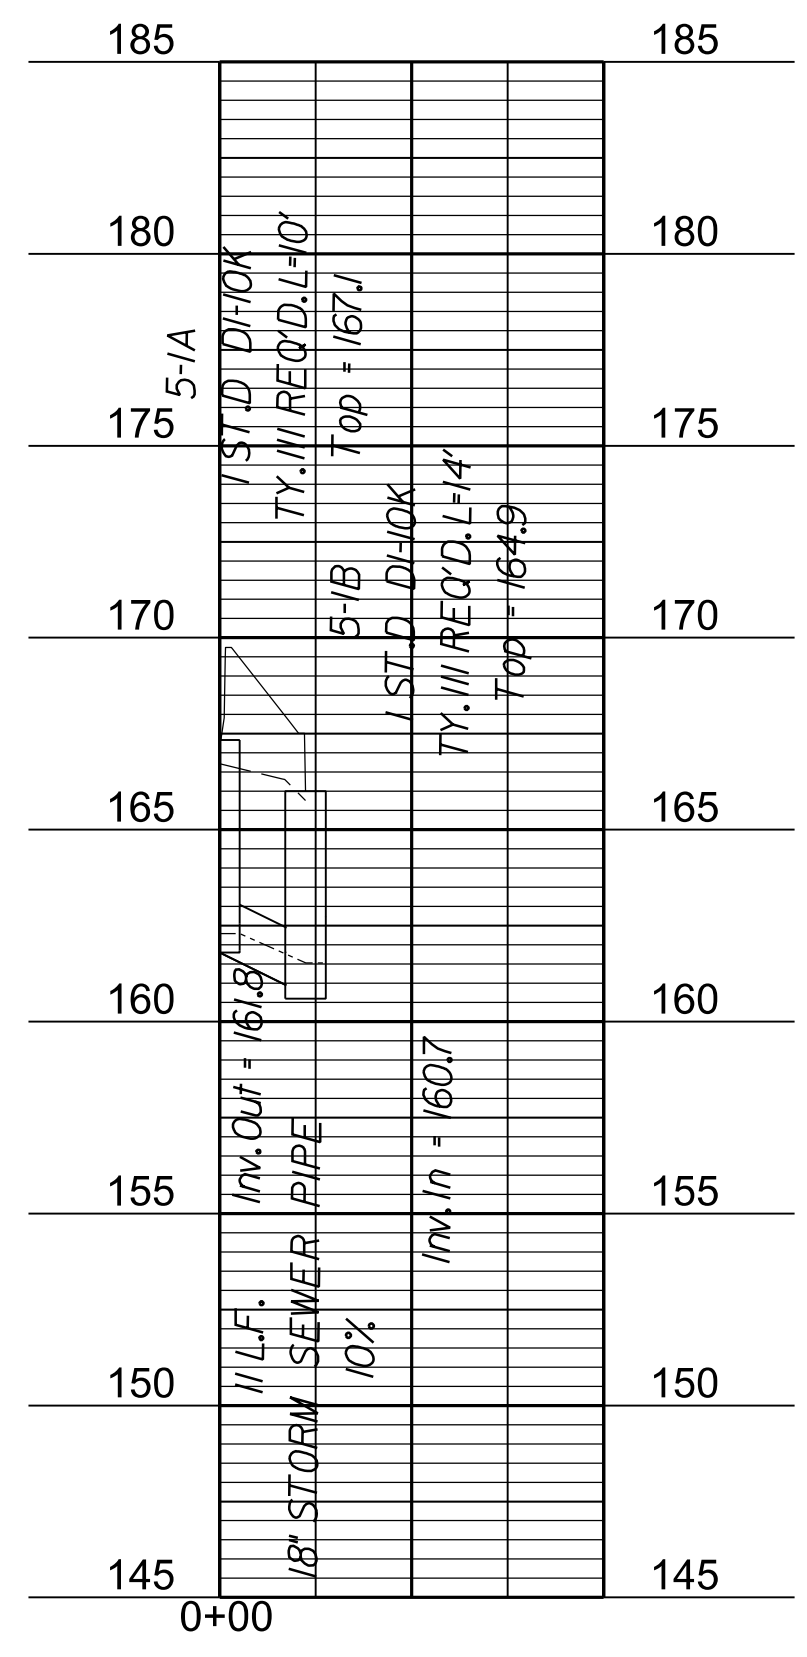 185 185
180 180
175 175
170 170
165 165
160 160
155 155
150 150
145 145
0+00
5-1A
1 ST.D DI-10K
TY.III REQ'D. L=10'
Top = 167.1
5-1B
1 ST.D DI-10K
TY.III REQ'D. L=14'
Top = 164.9
Inv. Out = 161.8
Inv. In = 160.7
11 L.F.
18" STORM SEWER PIPE
10%